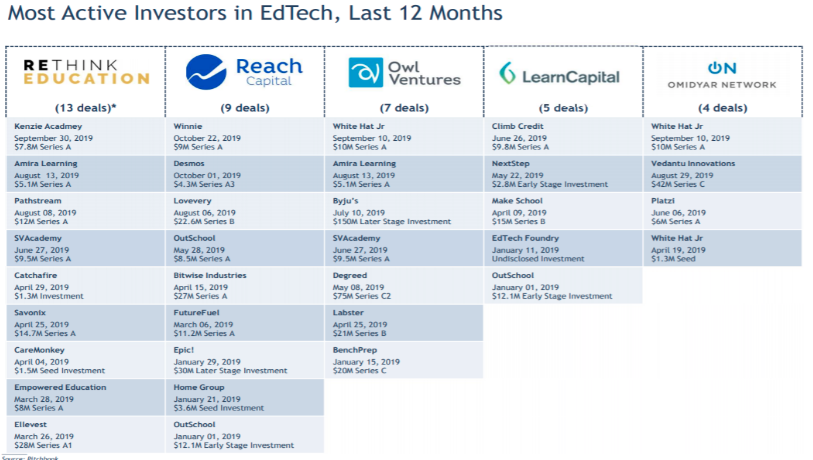 Most Active Investors in EdTech, Last 12 Months
RETHINK
EDUCATION
(13 deals)*
Kenzie Acadmey
September 30, 2019
$7.8M Series A
Amira Learning
August 13, 2019
$5.1M Series A
Pathstream
August 08, 2019
$12M Series A
SVAcademy
June 27, 2019
$9.5M Series A
Catchafire
April 29, 2019
$1.3M Investment
Savonix
April 25, 2019
$14.7M Series A
CareMonkey
April 04, 2019
$1.5M Seed Investment
Empowered Education
March 28, 2019
$8M Series A
Ellevest
March 26, 2019
$28M Series A1
Reach
Capital
(9 deals)
Winnie
October 22, 2019
$9M Series A
Desmos
October 01, 2019
$4.3M Series A3
Lovevery
August 06, 2019
$22.6M Series B
OutSchool
May 28, 2019
$8.5M Series A
Bitwise Industries
April 15, 2019
$27M Series A
FutureFuel
March 06, 2019
$11.2M Series A
Epic!
January 29, 2019
$30M Later Stage Investment
Home Group
January 21, 2019
$3.6M Seed Investment
OutSchool
January 01, 2019
$12.1M Early Stage Investment
Owl
Ventures
(7 deals)
White Hat Jr
September 10, 2019
$10M Series A
Amira Learning
August 13, 2019
$5.1M Series A
Byju's
July 10, 2019
$150M Later Stage Investment
SVAcademy
June 27, 2019
$9.5M Series A
Degreed
May 08, 2019
$75M Series C2
Labster
April 25, 2019
$21M Series B
BenchPrep
January 15, 2019
$20M Series C
LearnCapital
(5 deals)
Climb Credit
June 26, 2019
$9.8M Series A
NextStep
May 22, 2019
$2.8M Early Stage Investment
Make School
April 09, 2019
$15M Series B
EdTech Foundry
January 11, 2019
Undisclosed Investment
OutSchool
January 01, 2019
$12.1M Early Stage Investment
ON
OMIDYAR NETWORK
(4 deals)
White Hat Jr
September 10, 2019
$10M Series A
Vedantu Innovations
August 29, 2019
$42M Series C
Platzi
June 06, 2019
$6M Series A
White Hat Jr
April 19, 2019
$1.3M Seed
Source: Pitchbook